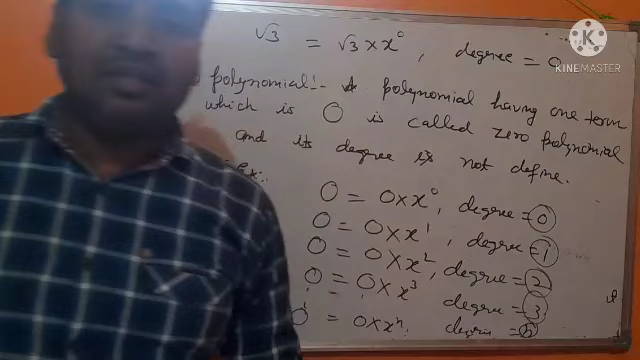 √3 = √3 × x⁰, degree = 0
KINEMASTER
polynomial:- A polynomial having one term
which is 0 is called zero polynomial
and its degree is not define.
Ex:-
0 = 0 × x⁰, degree = 0
0 = 0 × x¹, degree = 1
0 = 0 × x², degree = 2
0 = 0 × x³ degree = 3
0 = 0 × xⁿ degree = n